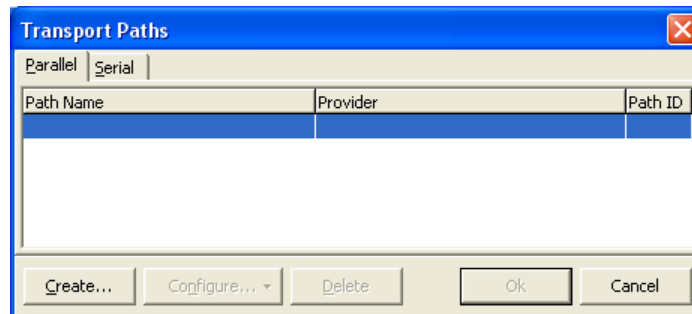 Transport Paths
Parallel Serial
Path Name Provider Path ID
Create... Configure... Delete Ok Cancel